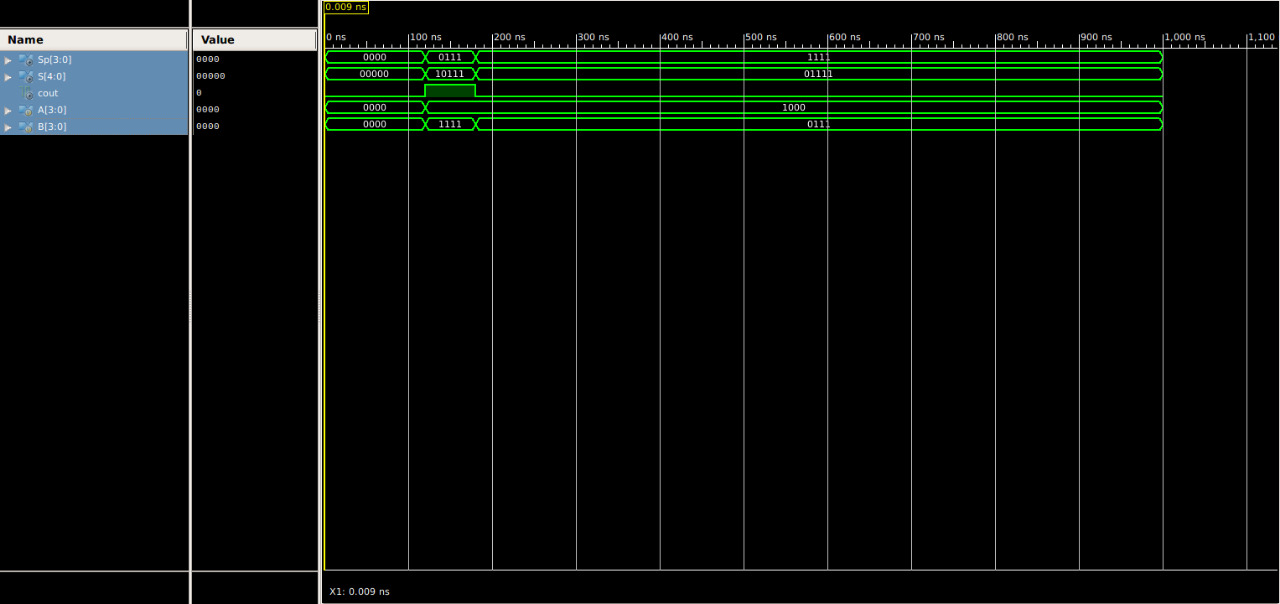 0.009 ns
Name Value 0 ns 100 ns 200 ns 300 ns 400 ns 500 ns 600 ns 700 ns 800 ns 900 ns 1,000 ns 1,100
Sp[3:0] 0000 0000 0111 1111
S[4:0] 00000 00000 10111 01111
cout 0
A[3:0] 0000 0000 1000
B[3:0] 0000 0000 1111 0111
X1: 0.009 ns